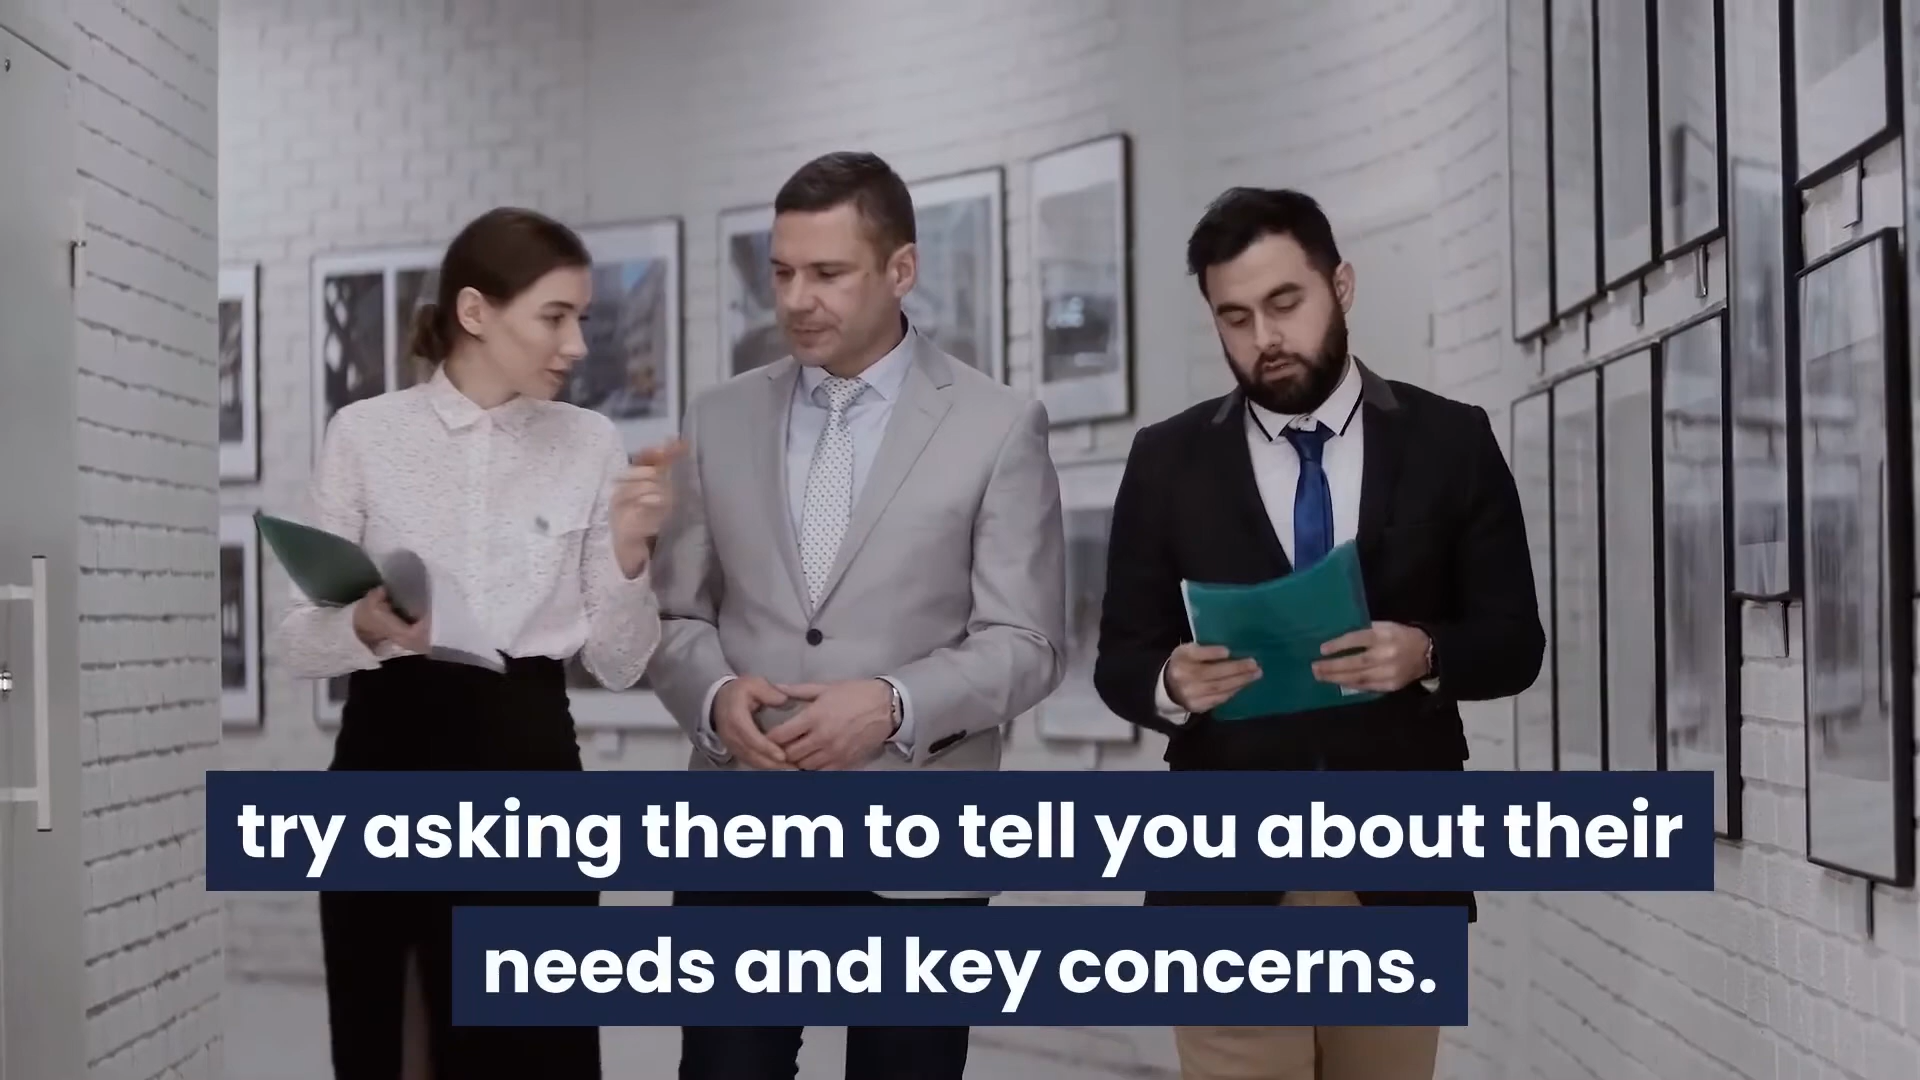 try asking them to tell you about their
needs and key concerns.